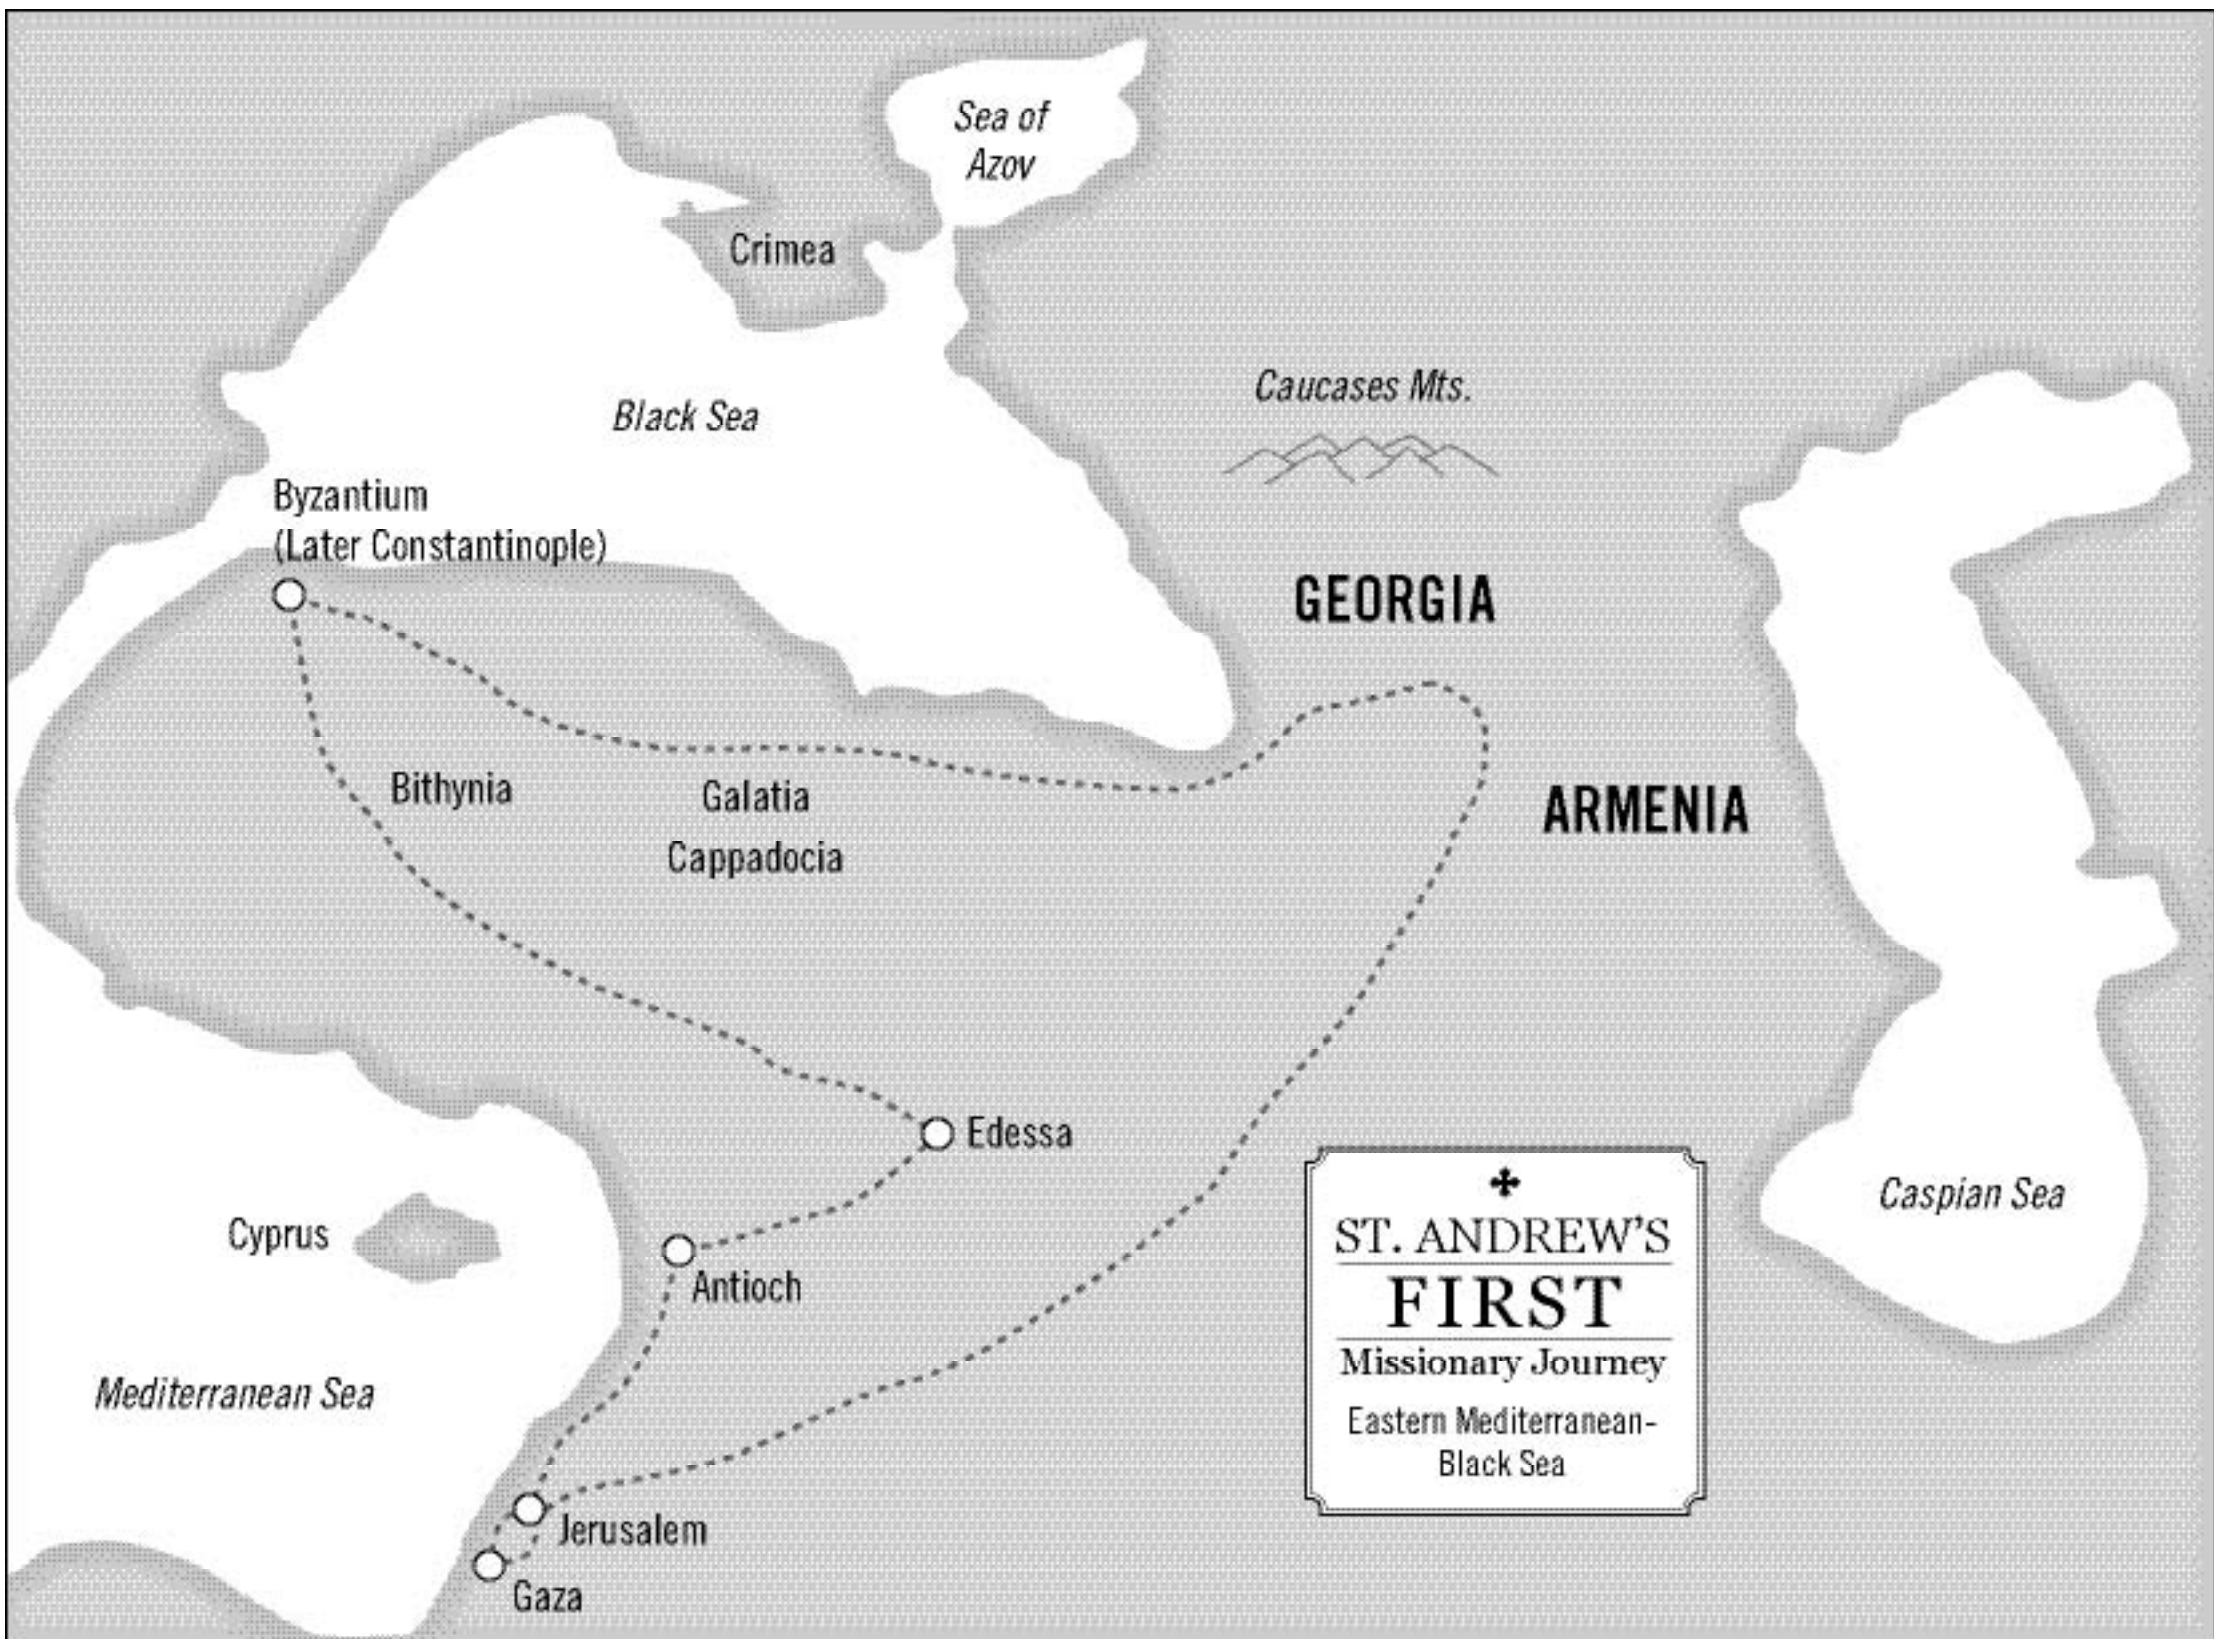 Sea of
Azov
Crimea
Caucases Mts.
Black Sea
Byzantium
(Later Constantinople)
GEORGIA
Bithynia
Galatia
ARMENIA
Cappadocia
Edessa
Caspian Sea
Cyprus
Antioch
ST. ANDREW'S
FIRST
Missionary Journey
Eastern Mediterranean-
Black Sea
Mediterranean Sea
Jerusalem
Gaza